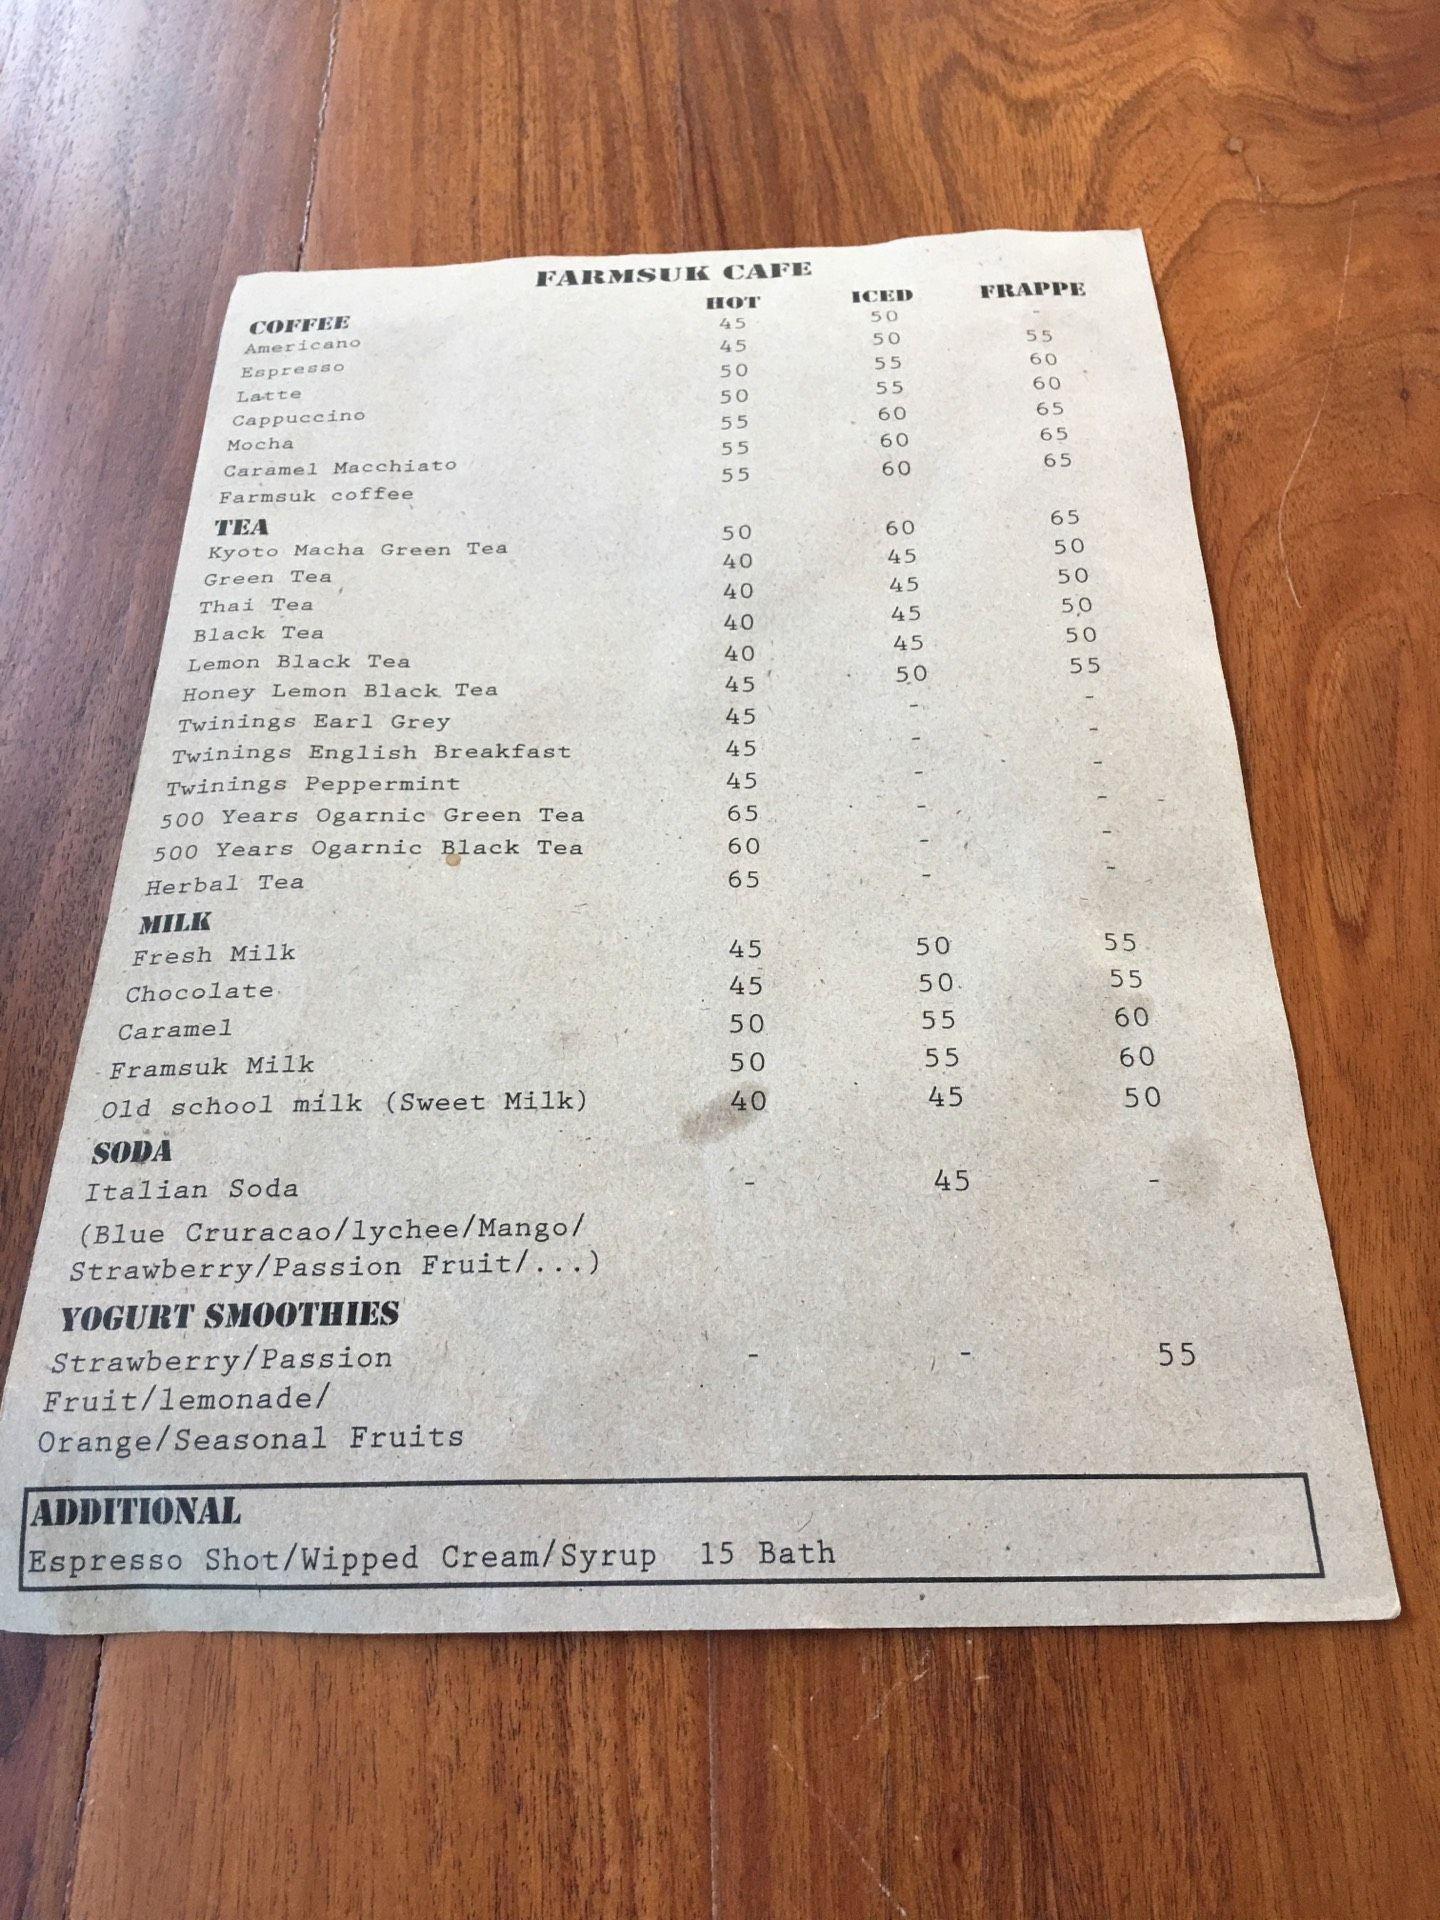 FARMSUK CAFE
HOT ICED FRAPPE
COFFEE
Americano 45 50 -
Espresso 45 50 55
Latte 50 55 60
Cappuccino 50 55 60
Mocha 55 60 65
Caramel Macchiato 55 60 65
Farmsuk coffee 55 60 65
TEA
Kyoto Macha Green Tea 50 60 65
Green Tea 40 45 50
Thai Tea 40 45 50
Black Tea 40 45 50
Lemon Black Tea 40 45 50
Honey Lemon Black Tea 45 50 55
Twinings Earl Grey 45 - -
Twinings English Breakfast 45 - -
Twinings Peppermint 45 - -
500 Years Ogarnic Green Tea 65 - -
500 Years Ogarnic Black Tea 60 - -
Herbal Tea 65 - -
MILK
Fresh Milk 45 50 55
Chocolate 45 50 55
Caramel 50 55 60
Framsuk Milk 50 55 60
Old school milk (Sweet Milk) 40 45 50
SODA
Italian Soda - 45 -
(Blue Cruracao/lychee/Mango/
Strawberry/Passion Fruit/...)
YOGURT SMOOTHIES
Strawberry/Passion - - 55
Fruit/lemonade/
Orange/Seasonal Fruits
ADDITIONAL
Espresso Shot/Wipped Cream/Syrup 15 Bath